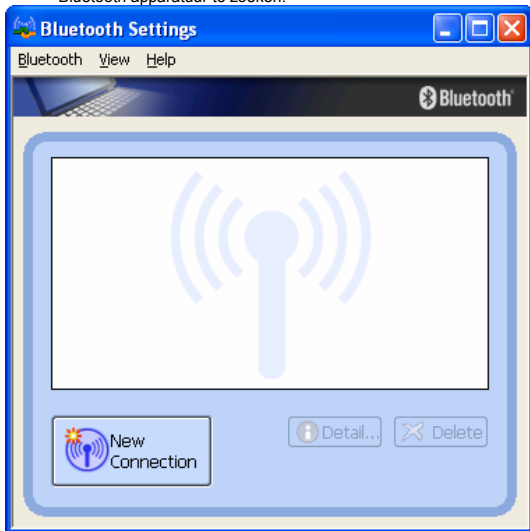 Bluetooth apparatuur te zoeken.
Bluetooth Settings
Bluetooth View Help
Bluetooth
New
Connection
Detail...
Delete